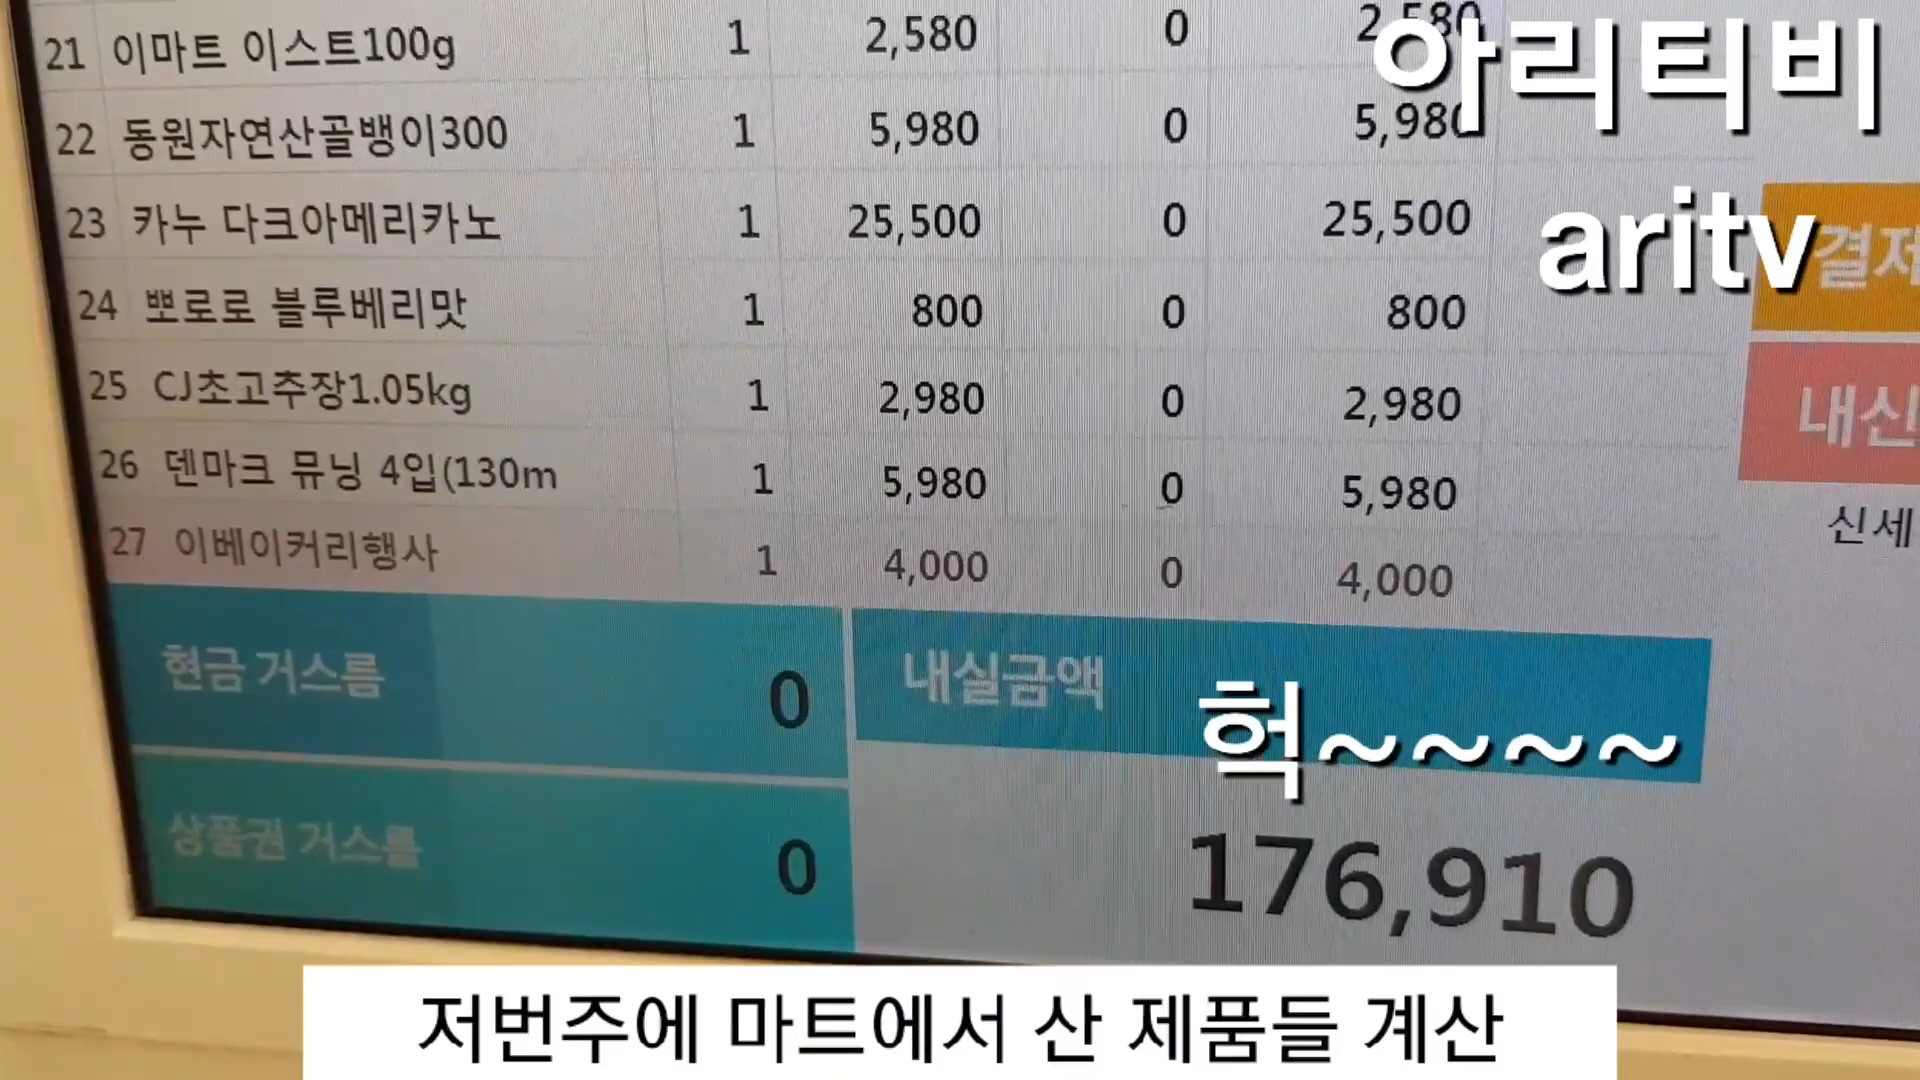 21 이마트 이스트100g 1 2,580 0 2,580
아리티비
22 동원자연산골뱅이300 1 5,980 0 5,980
23 카누 다크아메리카노 1 25,500 0 25,500
aritv
24 뽀로로 블루베리맛 1 800 0 800
25 CJ초고추장1.05kg 1 2,980 0 2,980
내신
26 덴마크 뮤닝 4입(130m 1 5,980 0 5,980
신세
27 이베이커리행사 1 4,000 0 4,000
현금 거스름 0
내실금액
헉~~~~
상품권 거스름 0
176,910
저번주에 마트에서 산 제품들 계산